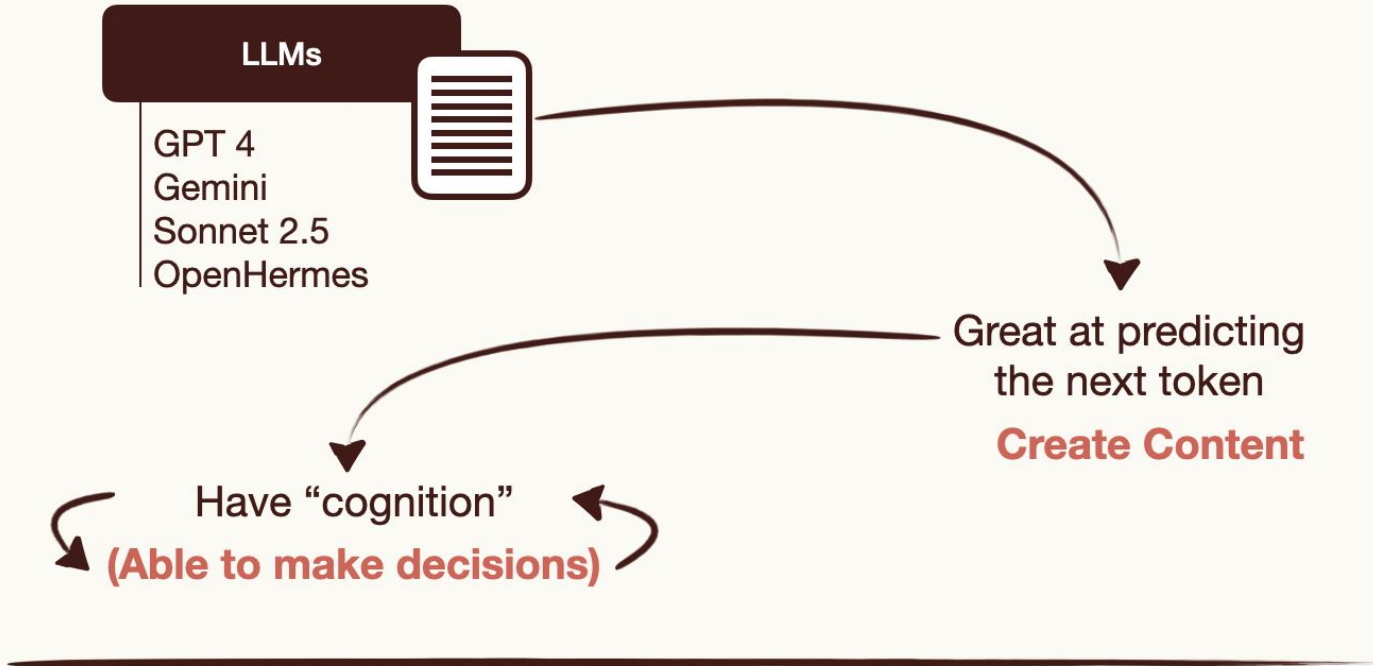 LLMs
GPT 4
Gemini
Sonnet 2.5
OpenHermes
Great at predicting
the next token
Create Content
Have “cognition”
(Able to make decisions)